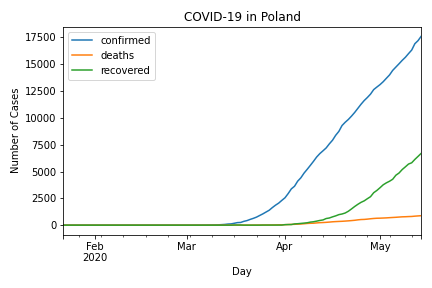 COVID-19 in Poland
confirmed
deaths
recovered
17500
15000
12500
10000
7500
5000
2500
0
Number of Cases
Feb
2020
Mar
Apr
May
Day